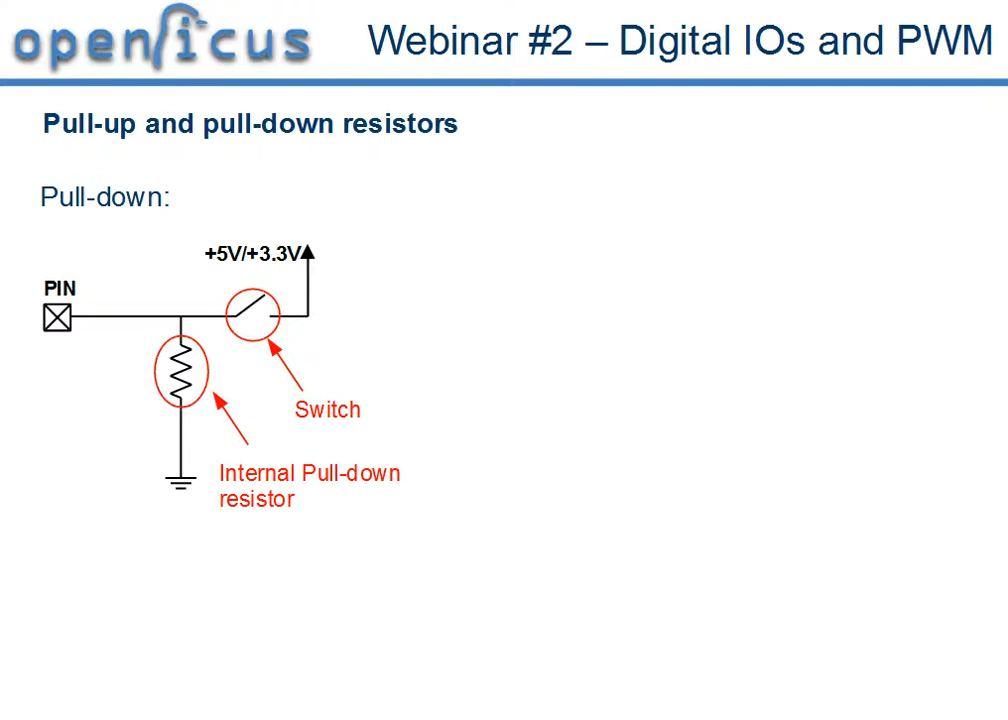 openpicus
Webinar #2 – Digital IOs and PWM
Pull-up and pull-down resistors
Pull-down:
+5V/+3.3V
PIN
Switch
Internal Pull-down
resistor